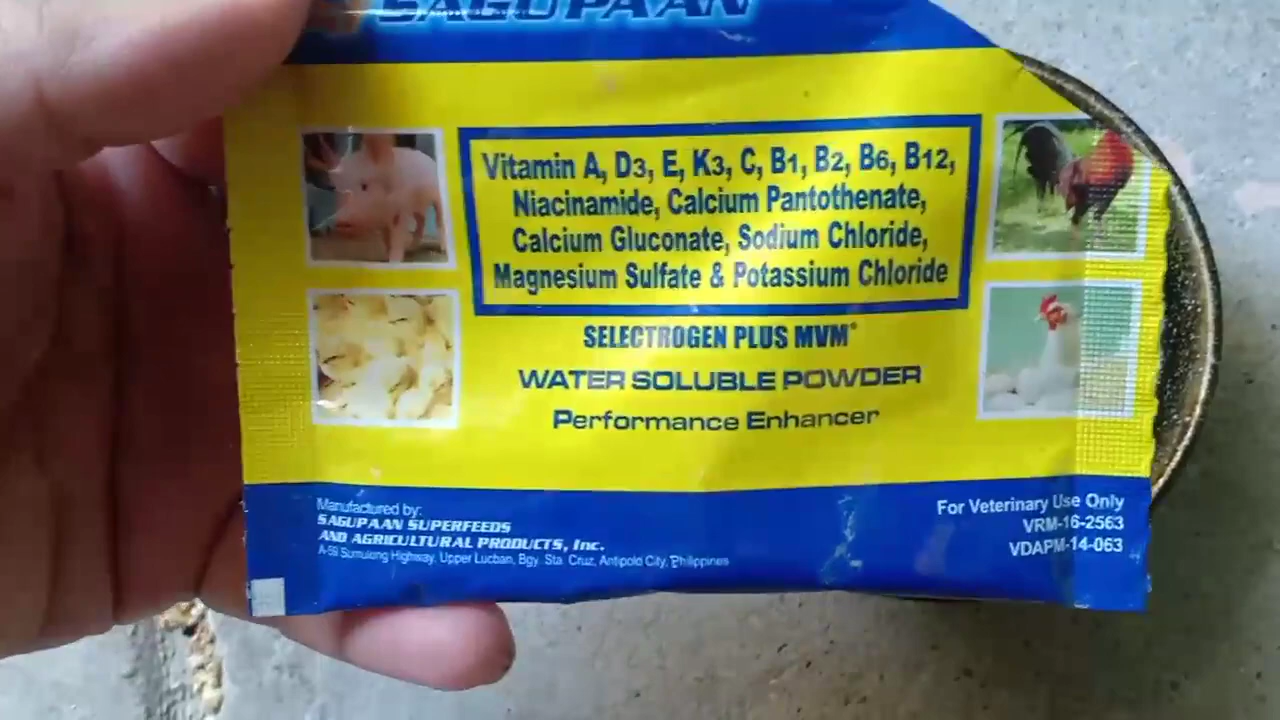 SAGUPAAN
Vitamin A, D3, E, K3, C, B1, B2, B6, B12,
Niacinamide, Calcium Pantothenate,
Calcium Gluconate, Sodium Chloride,
Magnesium Sulfate & Potassium Chloride
SELECTROGEN PLUS MVM®
WATER SOLUBLE POWDER
Performance Enhancer
Manufactured by:
SAGUPAAN SUPERFEEDS
AND AGRICULTURAL PRODUCTS, Inc.
A-59 Sumulong Highway, Upper Lucban, Bgy. Sta. Cruz, Antipold City, Philippines
For Veterinary Use Only
VRM-16-2563
VDAPM-14-063